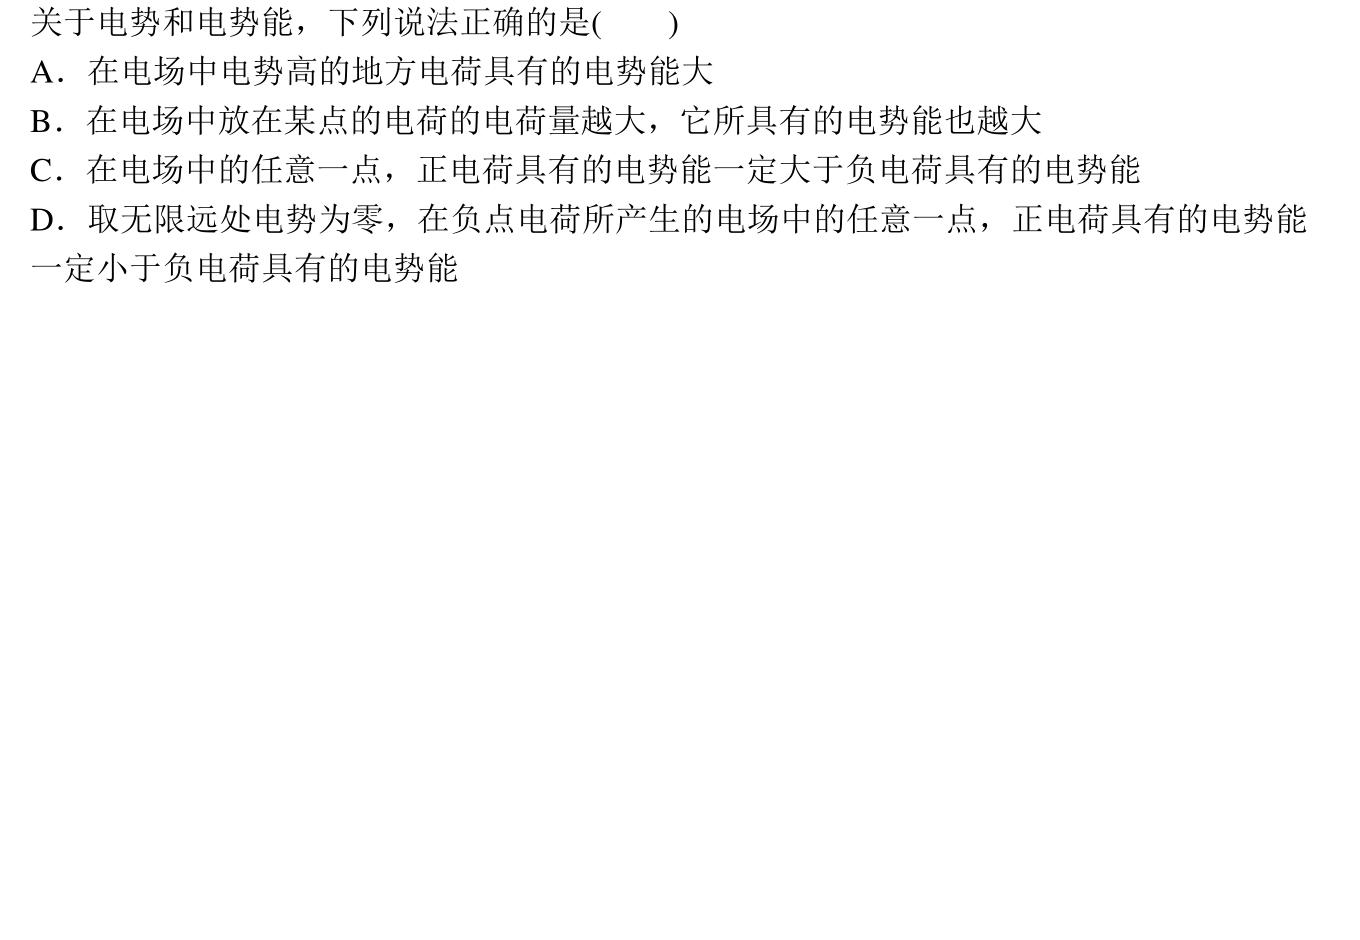 关于电势和电势能，下列说法正确的是(　　)
A．在电场中电势高的地方电荷具有的电势能大
B．在电场中放在某点的电荷的电荷量越大，它所具有的电势能也越大
C．在电场中的任意一点，正电荷具有的电势能一定大于负电荷具有的电势能
D．取无限远处电势为零，在负点电荷所产生的电场中的任意一点，正电荷具有的电势能
一定小于负电荷具有的电势能